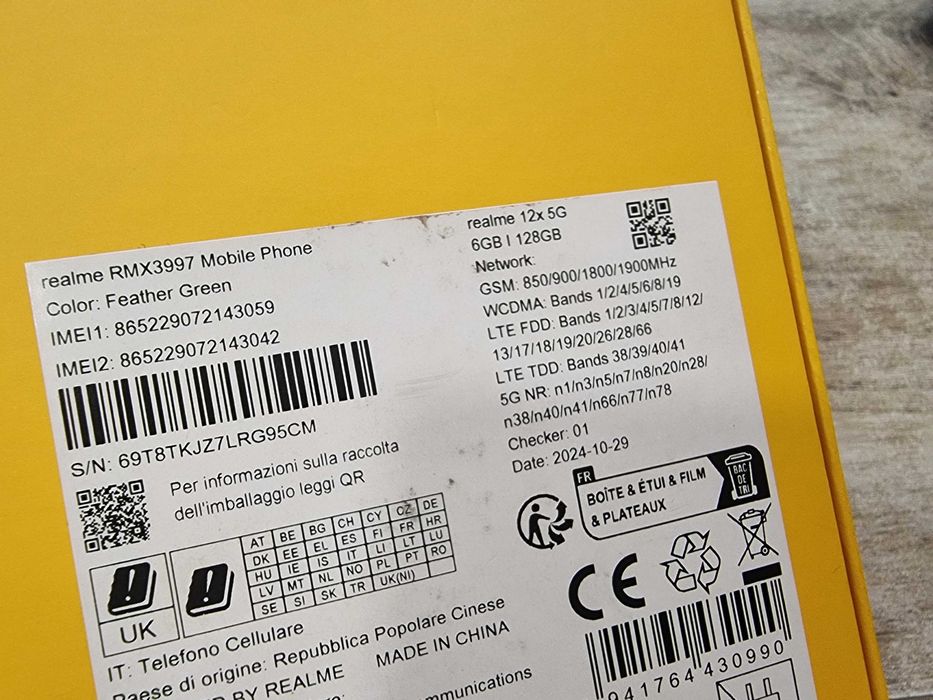 realme RMX3997 Mobile Phone
Color: Feather Green
IMEI1: 865229072143059
IMEI2: 865229072143042
S/N: 69T8TKJZ7LRG95CM
Per informazioni sulla raccolta
dell'imballaggio leggi QR
realme 12x 5G
6GB I 128GB
Network:
GSM: 850/900/1800/1900MHz
WCDMA: Bands 1/2/4/5/6/8/19
LTE FDD: Bands 1/2/3/4/5/7/8/12/
13/17/18/19/20/26/28/66
LTE TDD: Bands 38/39/40/41
5G NR: n1/n3/n5/n7/n8/n20/n28/
n38/n40/n41/n66/n77/n78
Checker: 01
Date: 2024-10-29
FR
BOÎTE & ÉTUI & FILM
& PLATEAUX
BAC
DE
TRI
AT BE BG CH CY CZ DE
DK EE EL ES FI FR HR
HU IE IS IT LI LT LU
LV MT NL NO PL PT RO
SE SI SK TR UK(NI)
UK
CE
IT: Telefono Cellulare
Paese di origine: Repubblica Popolare Cinese
BY REALME MADE IN CHINA
941764 430990